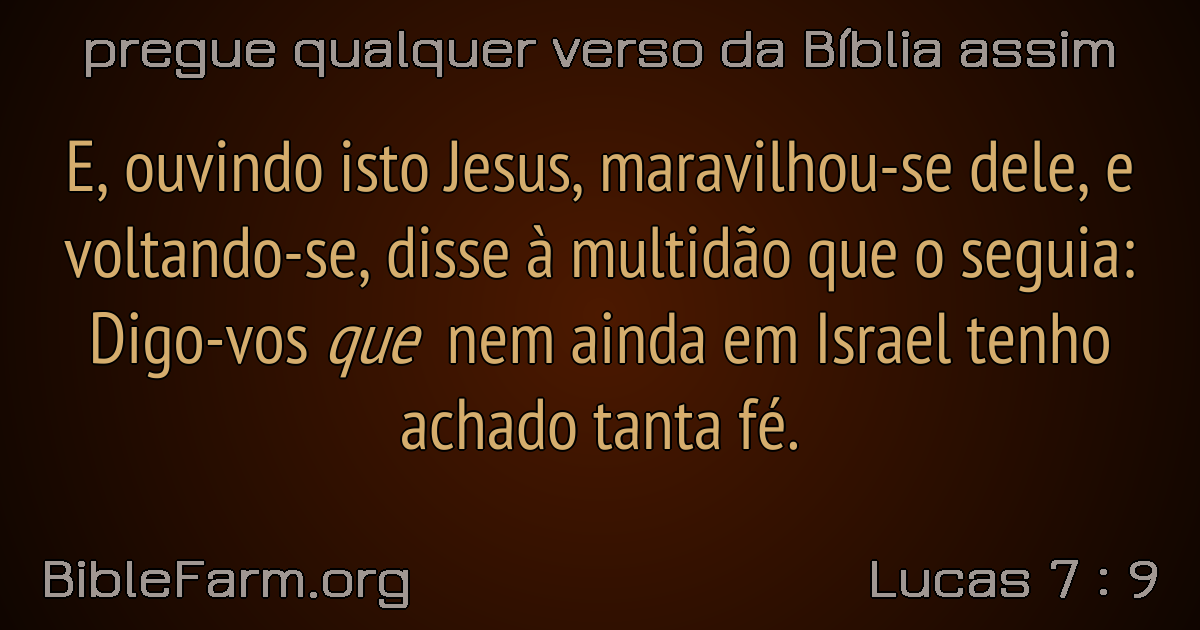 pregue qualquer verso da Bíblia assim
E, ouvindo isto Jesus, maravilhou-se dele, e
voltando-se, disse à multidão que o seguia:
Digo-vos que nem ainda em Israel tenho
achado tanta fé.
BibleFarm.org
Lucas 7 : 9